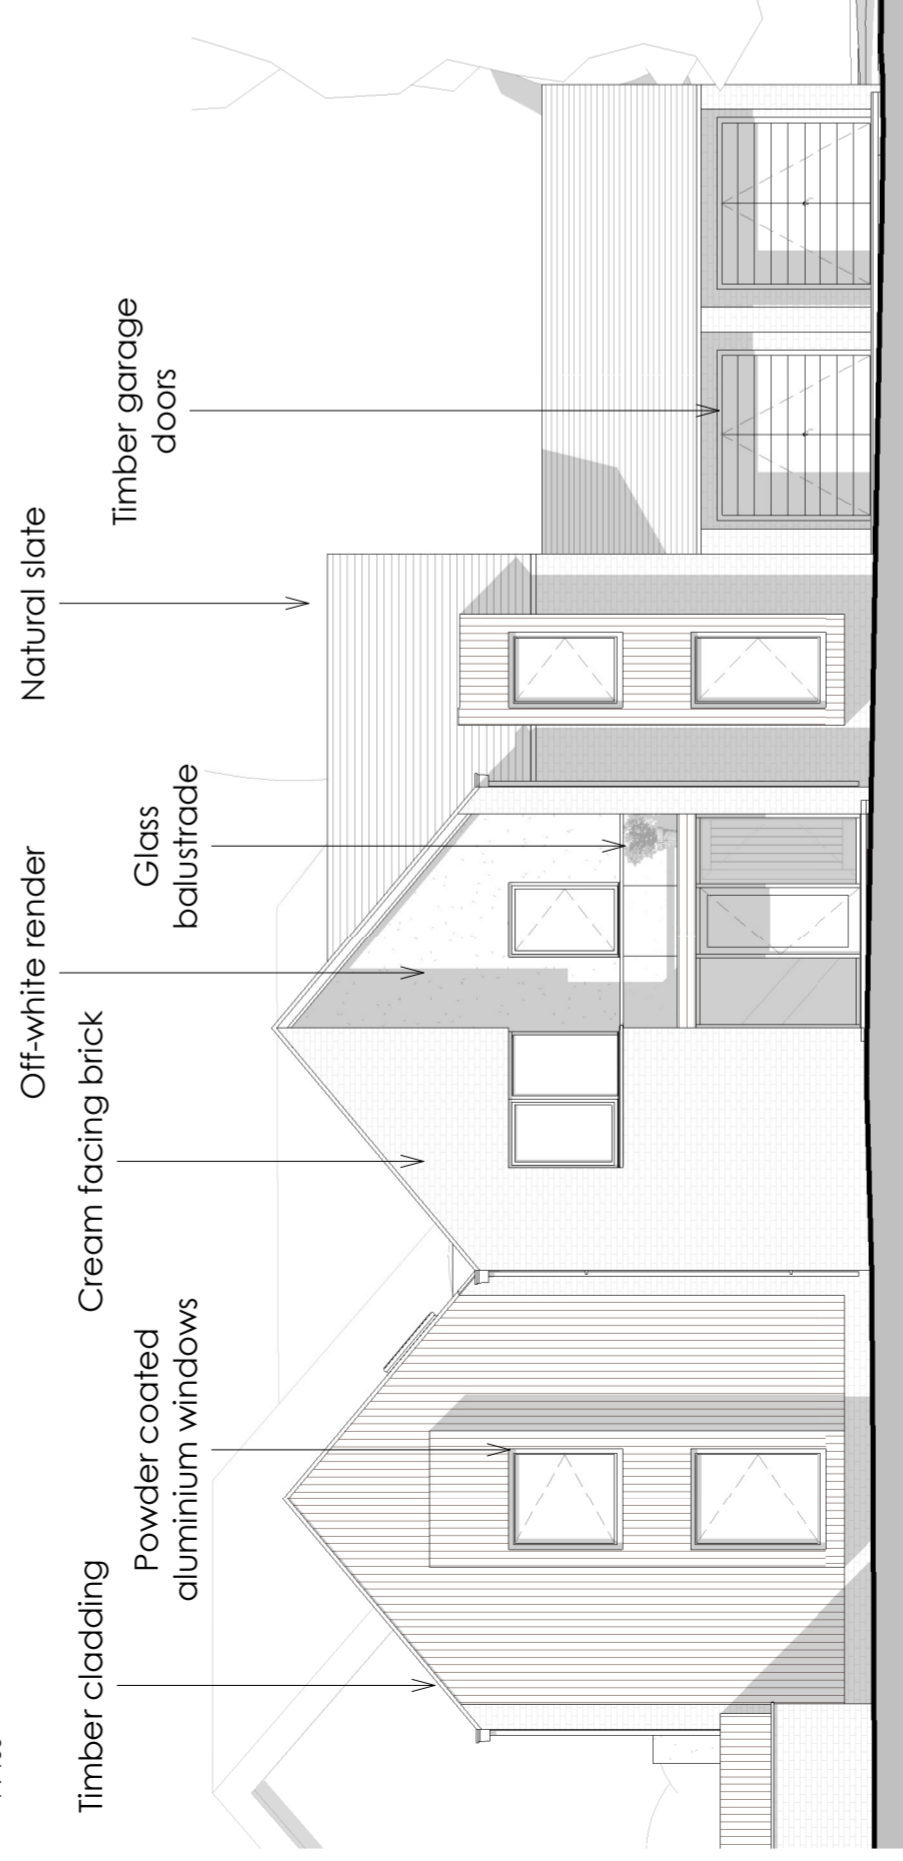 Timber cladding
Powder coated
aluminium windows
Cream facing brick
Off-white render
Glass
balustrade
Natural slate
Timber garage
doors